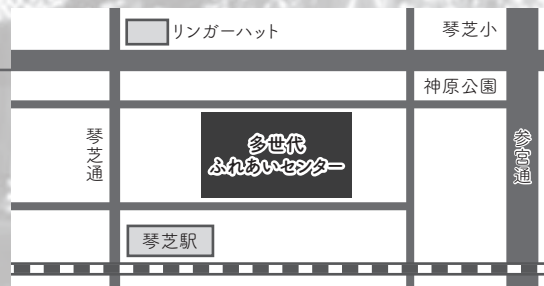 リンガーハット
琴芝小
神原公園
琴芝通
多世代
ふれあいセンター
参宮通
琴芝駅